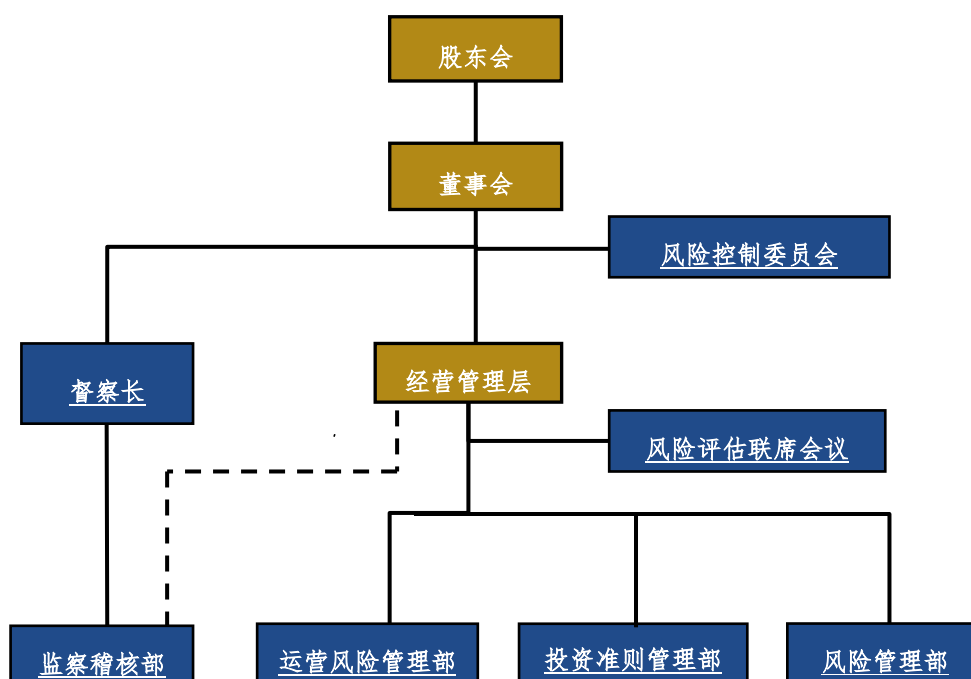 股东会
董事会
风险控制委员会
督察长
经营管理层
风险评估联席会议
监察稽核部
运营风险管理部
投资准则管理部
风险管理部